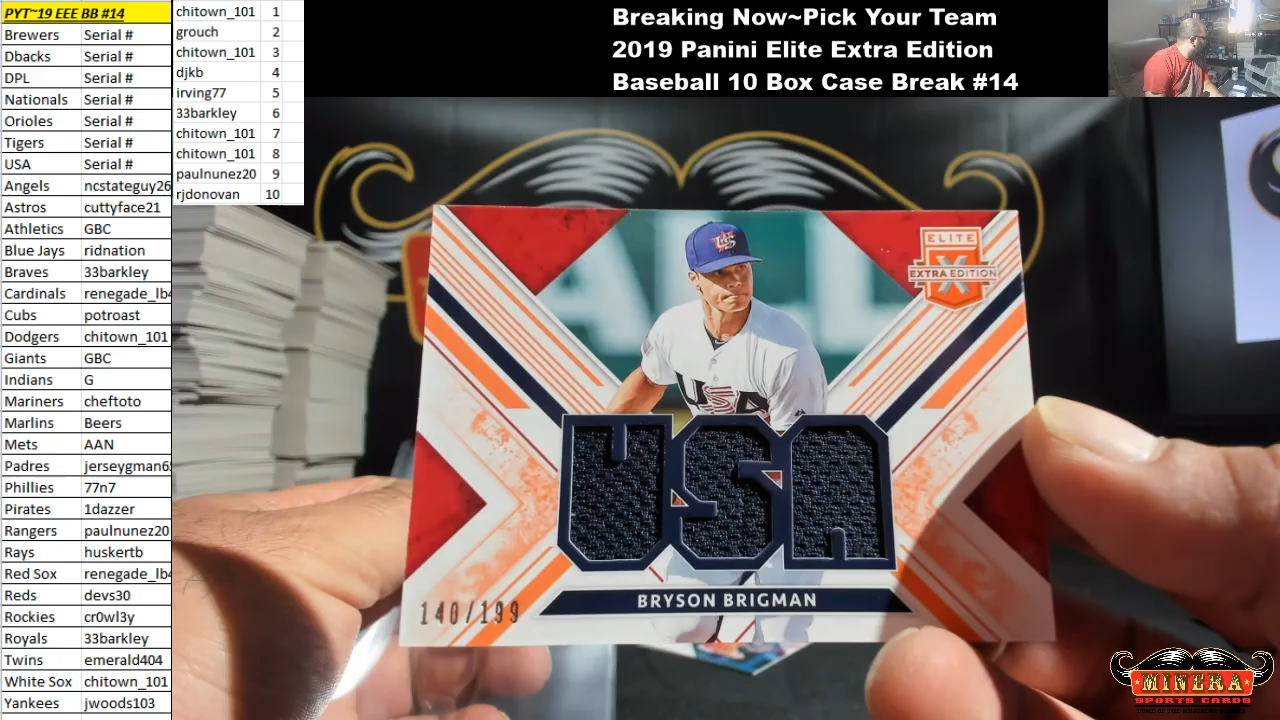 PYT~19 EEE BB #14
Brewers Serial #
Dbacks Serial #
DPL Serial #
Nationals Serial #
Orioles Serial #
Tigers Serial #
USA Serial #
Angels ncstateguy26
Astros cuttyface21
Athletics GBC
Blue Jays ridnation
Braves 33barkley
Cardinals renegade_lb4
Cubs potroast
Dodgers chitown_101
Giants GBC
Indians G
Mariners cheftoto
Marlins Beers
Mets AAN
Padres jerseygman6
Phillies 77n7
Pirates 1dazzer
Rangers paulnunez20
Rays huskertb
Red Sox renegade_lb4
Reds devs30
Rockies cr0wl3y
Royals 33barkley
Twins emerald404
White Sox chitown_101
Yankees jwoods103
chitown_101 1
grouch 2
chitown_101 3
djkb 4
irving77 5
33barkley 6
chitown_101 7
chitown_101 8
paulnunez20 9
rjdonovan 10
Breaking Now~Pick Your Team
2019 Panini Elite Extra Edition
Baseball 10 Box Case Break #14
ELITE
X
EXTRA EDITION
US
USA
USA
BRYSON BRIGMAN
140/199
MINERA
SPORTS CARDS